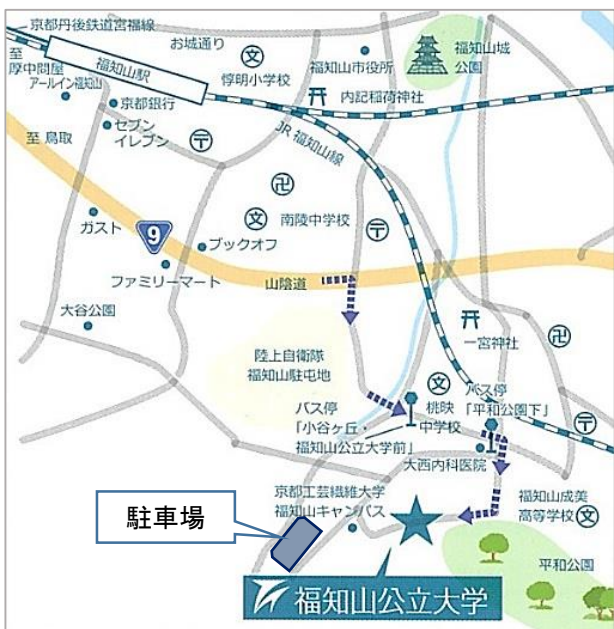 京都丹後鉄道宮福線
至
厚中問屋
お城通り
文
惇明小学校
福知山市役所
福知山城
公園
福知山駅
アールイン福知山
京都銀行
セブン
イレブン
内記稲荷神社
JR 福知山線
至 鳥取
卍
文
南陵中学校
ガスト
9
ブックオフ
ファミリーマート
山陰道
大谷公園
一宮神社
卍
陸上自衛隊
福知山駐屯地
文
桃映
中学校
バス停
「平和公園下」
バス停
「小谷ヶ丘・
福知山公立大学前」
大西内科医院
京都工芸繊維大学
福知山キャンパス
福知山成美
高等学校
文
駐車場
平和公園
福知山公立大学